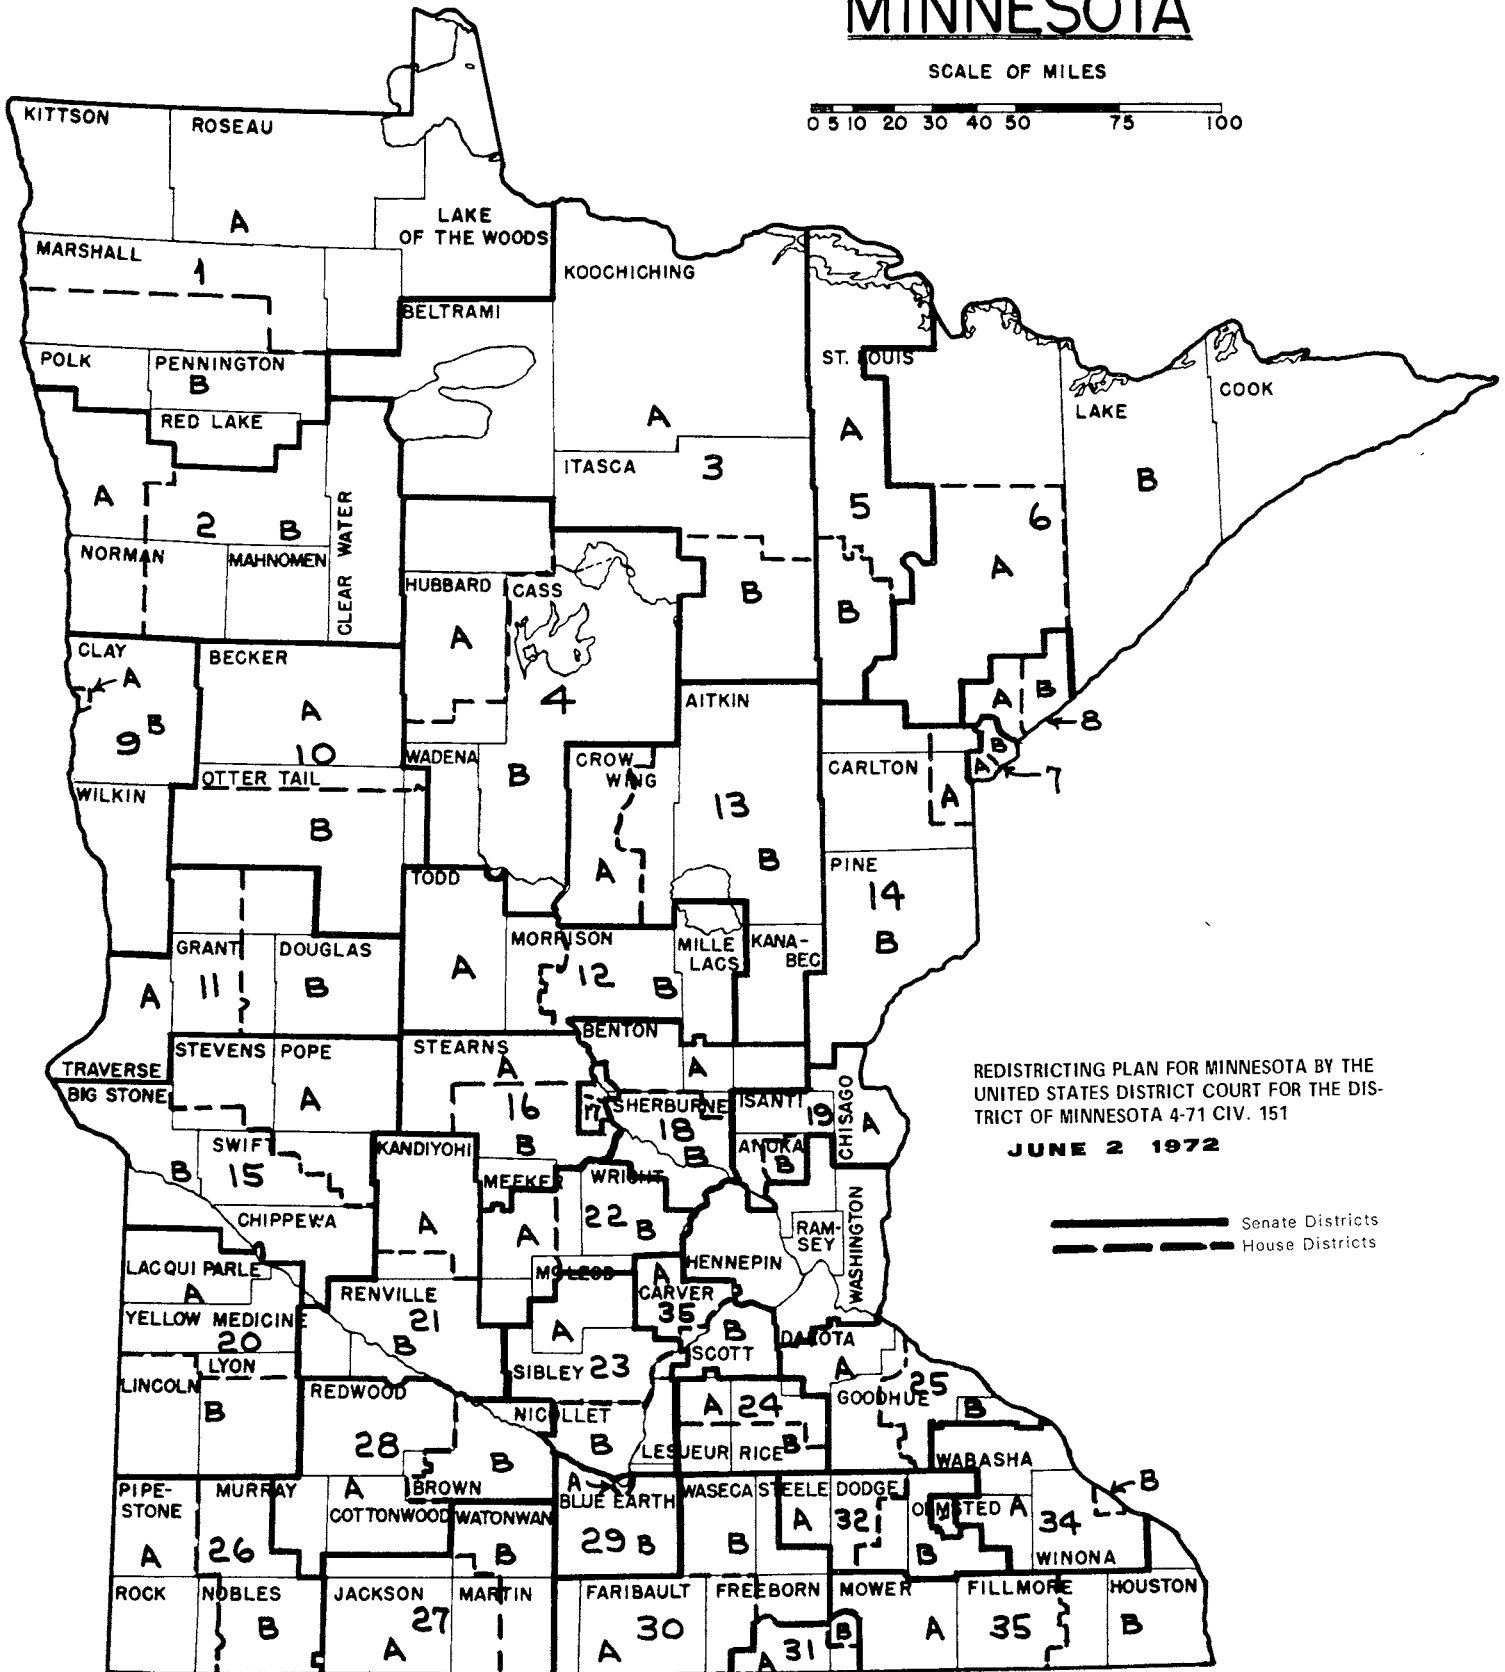 MINNESOTA
SCALE OF MILES
0 5 10 20 30 40 50 75 100
KITTSON
ROSEAU
A
LAKE
OF THE WOODS
MARSHALL
1
KOOCHICHING
BELTRAMI
POLK
PENNINGTON
B
ST. LOUIS
RED LAKE
LAKE
COOK
A
A
B
ITASCA
3
A
2
B
5
6
NORMAN
MAHNOMEN
CLEAR WATER
HUBBARD
CASS
A
B
B
A
CLAY
A
BECKER
4
A
B
8
9
B
A
10
AITKIN
B
A
7
WADENA
CROW
WING
CARLTON
OTTER TAIL
WILKIN
B
B
13
A
B
A
B
TODD
PINE
14
B
GRANT
DOUGLAS
MORRISON
MILLE
LACS
KANA-
BEC
A
11
B
A
12
B
BENTON
STEVENS
POPE
STEARNS
A
A
TRAVERSE
BIG STONE
A
16
17
SHERBURNE
ISANTI
19
CHISAGO
A
18
REDISTRICTING PLAN FOR MINNESOTA BY THE
UNITED STATES DISTRICT COURT FOR THE DIS-
TRICT OF MINNESOTA 4-71 CIV. 151
JUNE 2 1972
SWIFT
B
15
KANDIYOHI
B
B
ANOKA
B
MEEKER
WRIGHT
22
B
CHIPPEWA
A
A
RAM-
SEY
WASHINGTON
Senate Districts
House Districts
LACQUI PARLE
A
McLEOD
HENNEPIN
A
CARVER
35
RENVILLE
21
YELLOW MEDICINE
20
B
A
B
DAKOTA
SCOTT
A
LYON
SIBLEY
23
LINCOLN
REDWOOD
GOODHUE
25
B
NICOLLET
A
24
B
28
B
B
LESUEUR
RICE
B
WABASHA
PIPE-
STONE
MURRAY
A
BROWN
A
BLUE EARTH
WASECA
STEELE
DODGE
OLMSTED
A
B
COTTONWOOD
WATONWAN
A
32
34
A
26
B
29
B
B
B
WINONA
ROCK
NOBLES
JACKSON
MARTIN
FARIBAULT
FREEBORN
MOWER
FILLMORE
HOUSTON
B
27
A
30
A
A
31
B
A
35
B